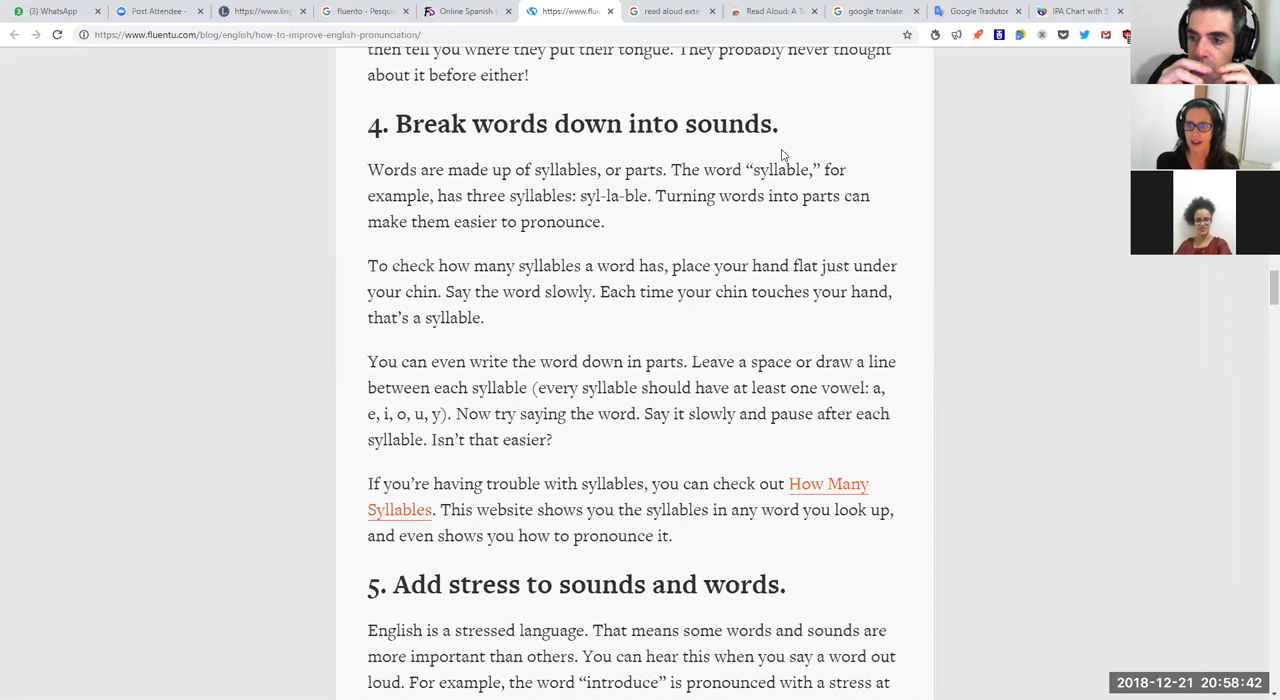 (3) WhatsApp
Post Attendee -
https://www.ling
fluento - Pesqui
Online Spanish L
https://www.flue
read aloud exte
Read Aloud: A T
google tranlate
Google Tradutor
IPA Chart with S
https://www.fluentu.com/blog/english/how-to-improve-english-pronunciation/
then tell you where they put their tongue. They probably never thought
about it before either!
4. Break words down into sounds.
Words are made up of syllables, or parts. The word “syllable,” for
example, has three syllables: syl-la-ble. Turning words into parts can
make them easier to pronounce.
To check how many syllables a word has, place your hand flat just under
your chin. Say the word slowly. Each time your chin touches your hand,
that’s a syllable.
You can even write the word down in parts. Leave a space or draw a line
between each syllable (every syllable should have at least one vowel: a,
e, i, o, u, y). Now try saying the word. Say it slowly and pause after each
syllable. Isn’t that easier?
If you’re having trouble with syllables, you can check out How Many
Syllables. This website shows you the syllables in any word you look up,
and even shows you how to pronounce it.
5. Add stress to sounds and words.
English is a stressed language. That means some words and sounds are
more important than others. You can hear this when you say a word out
loud. For example, the word “introduce” is pronounced with a stress at
2018-12-21 20:58:42